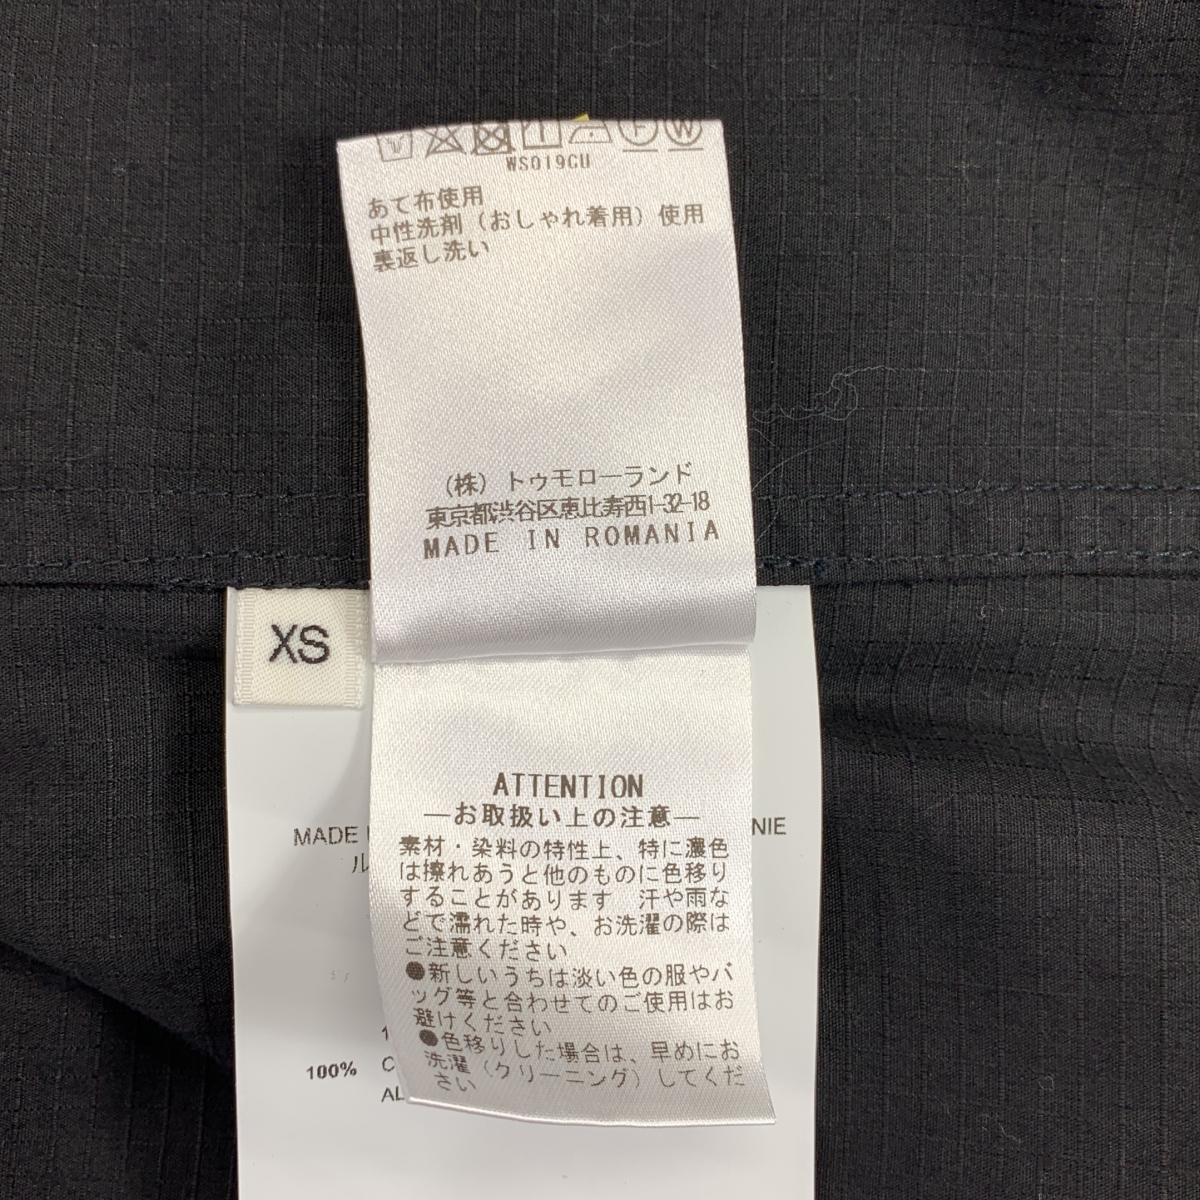 WS019CU
あて布使用
中性洗剤（おしゃれ着用）使用
裏返し洗い
（株）トゥモローランド
東京都渋谷区恵比寿西1-32-18
MADE IN ROMANIA
XS
ATTENTION
―お取扱い上の注意―
MADE
NIE
ル
素材・染料の特性上、特に濃色
は擦れあうと他のものに色移り
することがあります 汗や雨な
どで濡れた時や、お洗濯の際は
ご注意ください
●新しいうちは淡い色の服やバ
ッグ等と合わせてのご使用はお
避けください
●色移りした場合は、早めにお
洗濯（クリーニング）してくだ
さい
100% C
AL